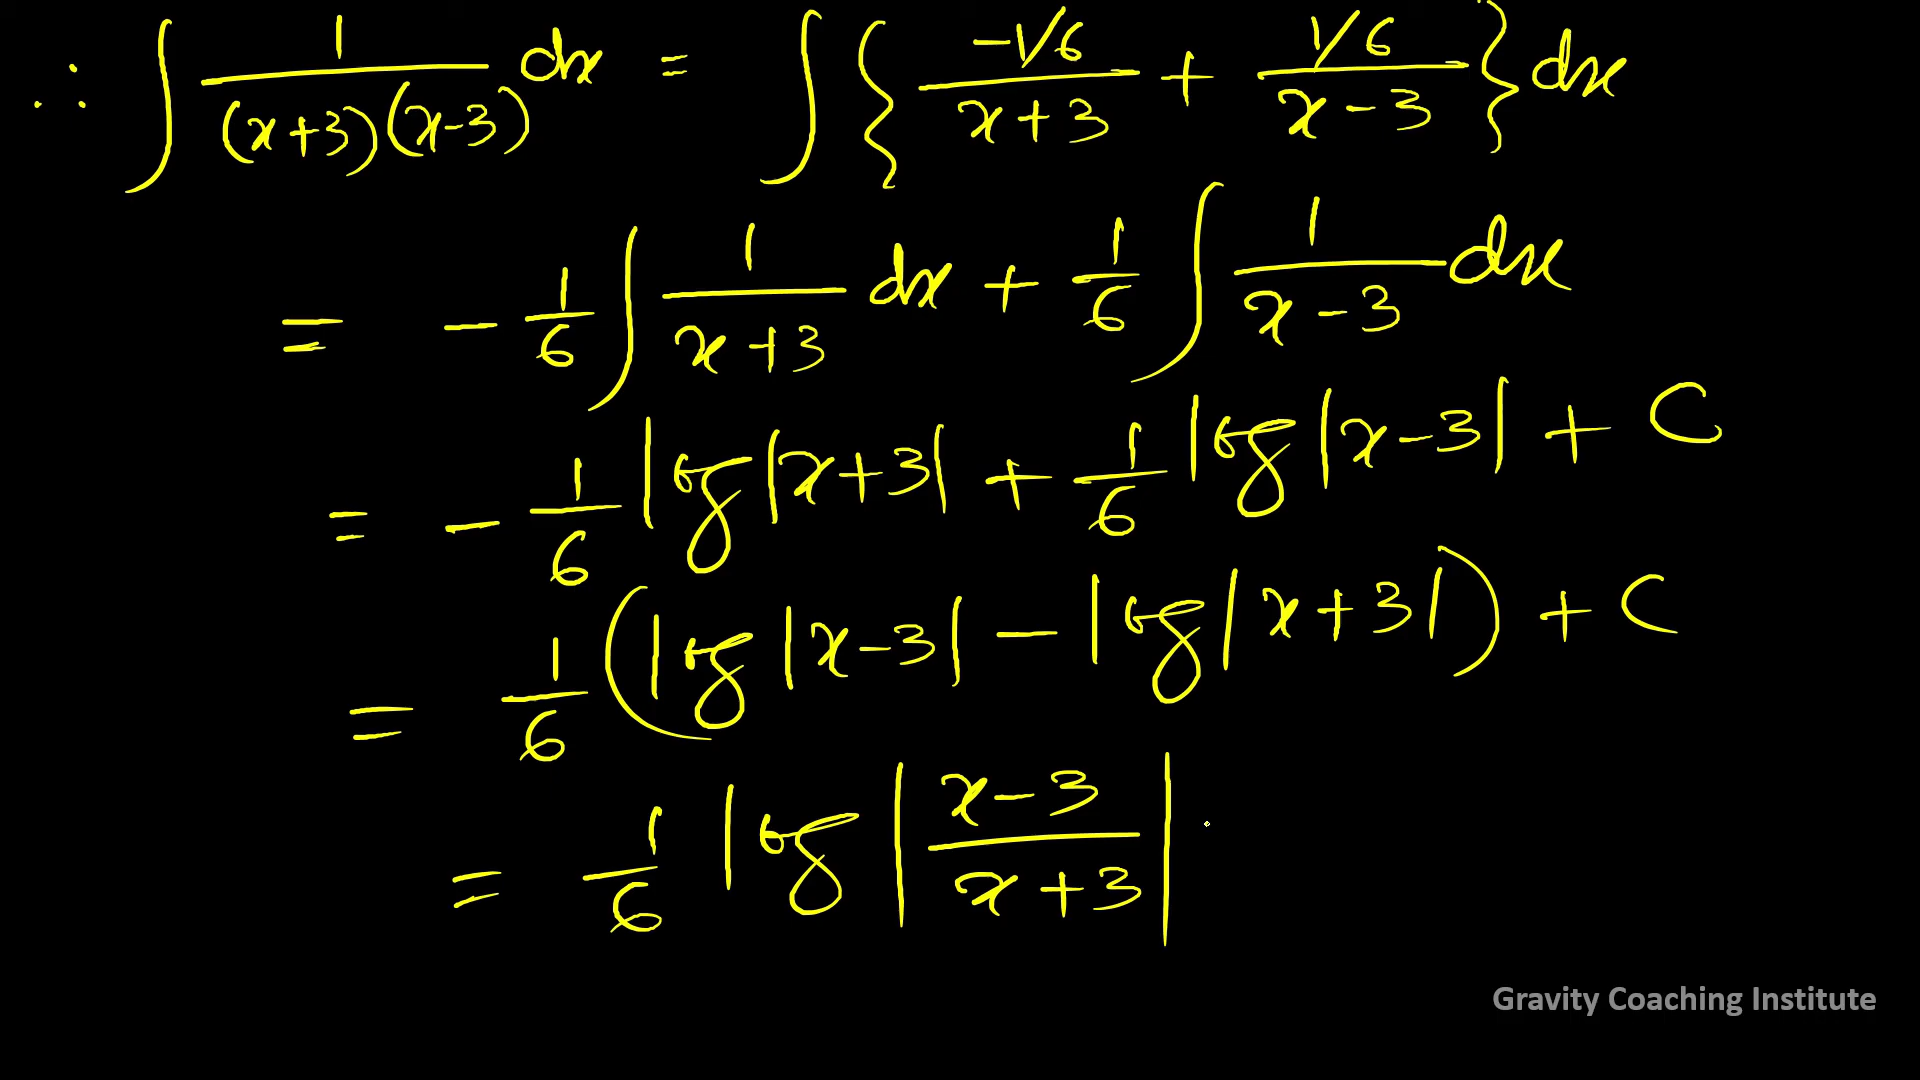 ∴ ∫ 1/((x+3)(x-3)) dx = ∫ { (-1/6)/(x+3) + (1/6)/(x-3) } dx
= - 1/6 ∫ 1/(x+3) dx + 1/6 ∫ 1/(x-3) dx
= - 1/6 log|x+3| + 1/6 log|x-3| + C
= 1/6 (log|x-3| - log|x+3|) + C
= 1/6 log |(x-3)/(x+3)|
Gravity Coaching Institute